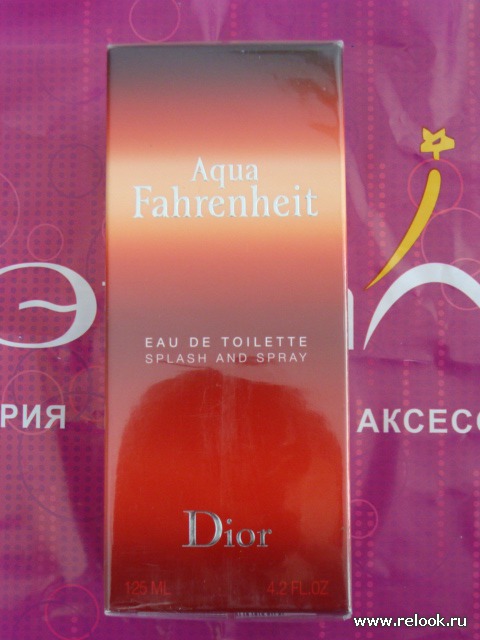 Aqua
Fahrenheit
EAU DE TOILETTE
SPLASH AND SPRAY
РИЯ
АКСЕСС
Dior
125 ML 4.2 FL.OZ
www.relook.ru